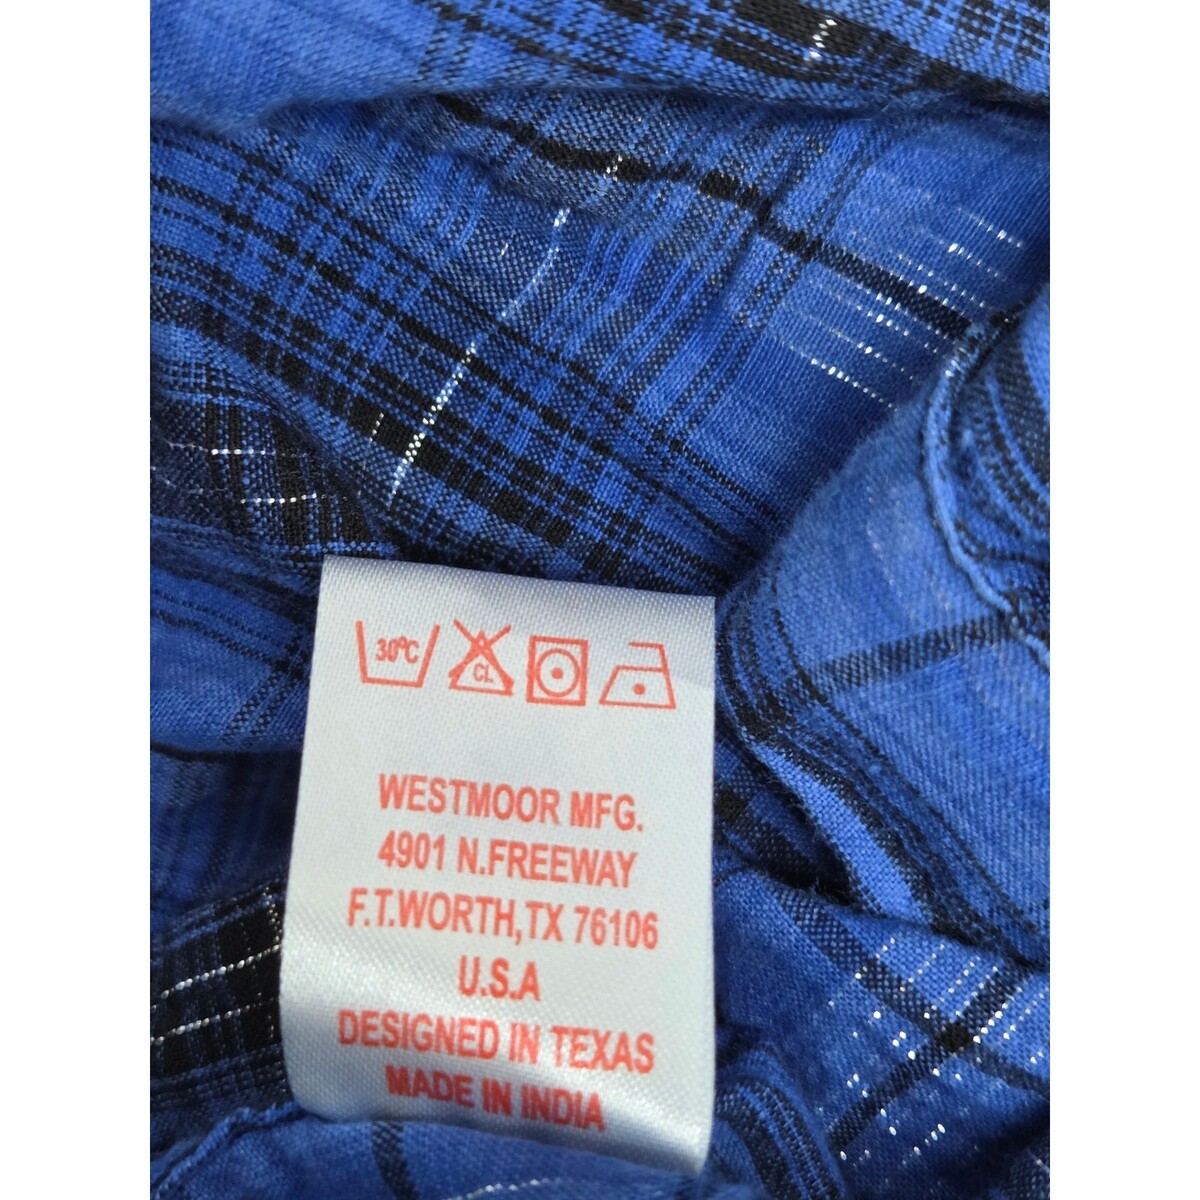 30°C CL
WESTMOOR MFG.
4901 N.FREEWAY
F.T.WORTH,TX 76106
U.S.A
DESIGNED IN TEXAS
MADE IN INDIA